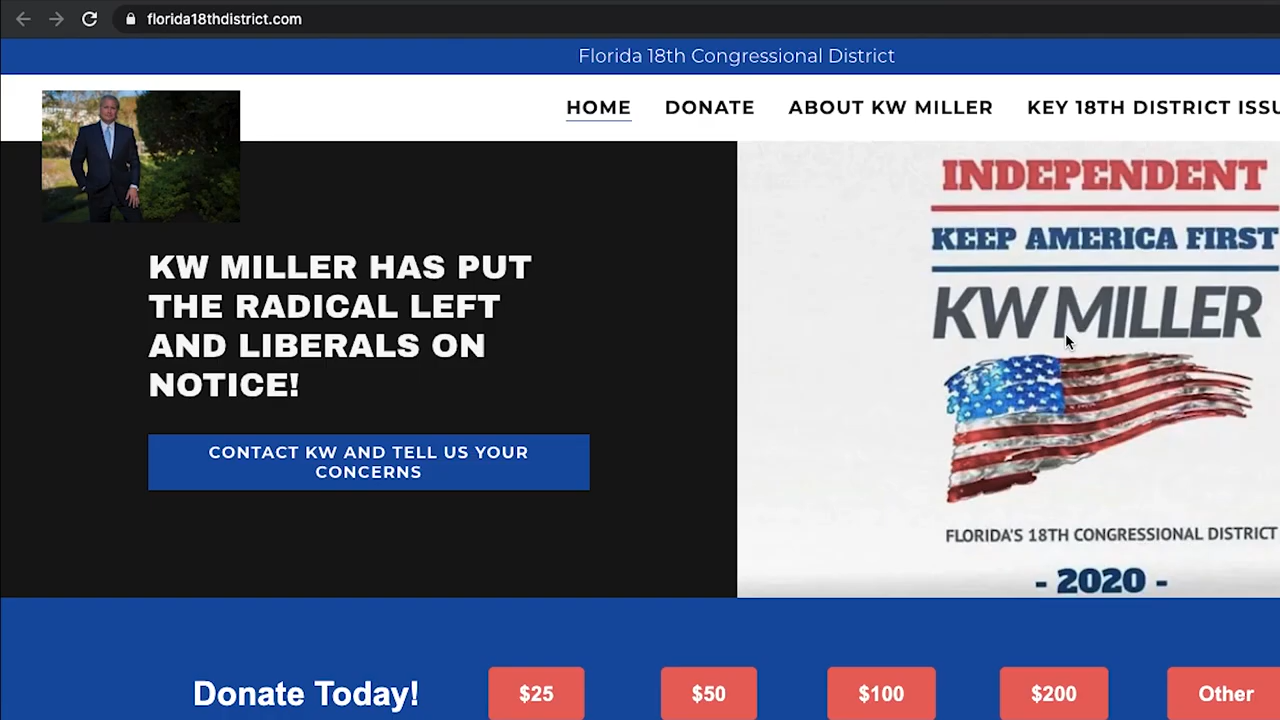 florida18thdistrict.com
Florida 18th Congressional District
HOME DONATE ABOUT KW MILLER KEY 18TH DISTRICT ISSU
KW MILLER HAS PUT
THE RADICAL LEFT
AND LIBERALS ON
NOTICE!
CONTACT KW AND TELL US YOUR
CONCERNS
INDEPENDENT
KEEP AMERICA FIRST
KW MILLER
FLORIDA'S 18TH CONGRESSIONAL DISTRICT
- 2020 -
Donate Today! $25 $50 $100 $200 Other